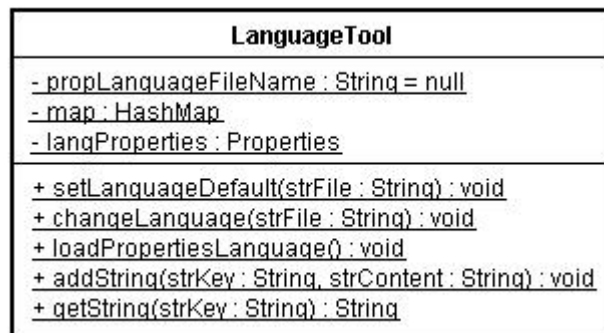 LanguageTool
- propLanguageFileName : String = null
- map : HashMap
- langProperties : Properties
+ setLanguageDefault(strFile : String) : void
+ changeLanguage(strFile : String) : void
+ loadPropertiesLanguage() : void
+ addString(strKey : String, strContent : String) : void
+ getString(strKey : String) : String